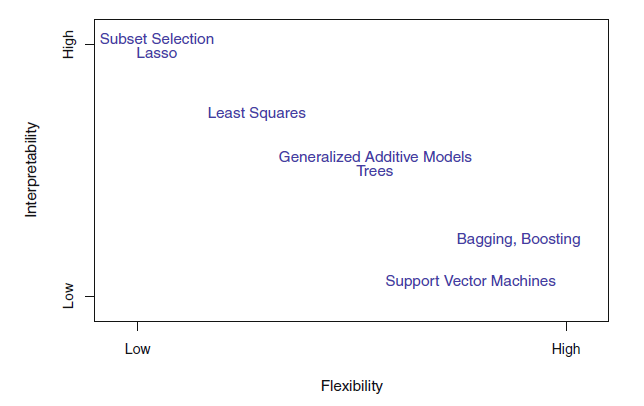 High
Subset Selection
Lasso
Least Squares
Interpretability
Generalized Additive Models
Trees
Bagging, Boosting
Support Vector Machines
Low
Low
High
Flexibility